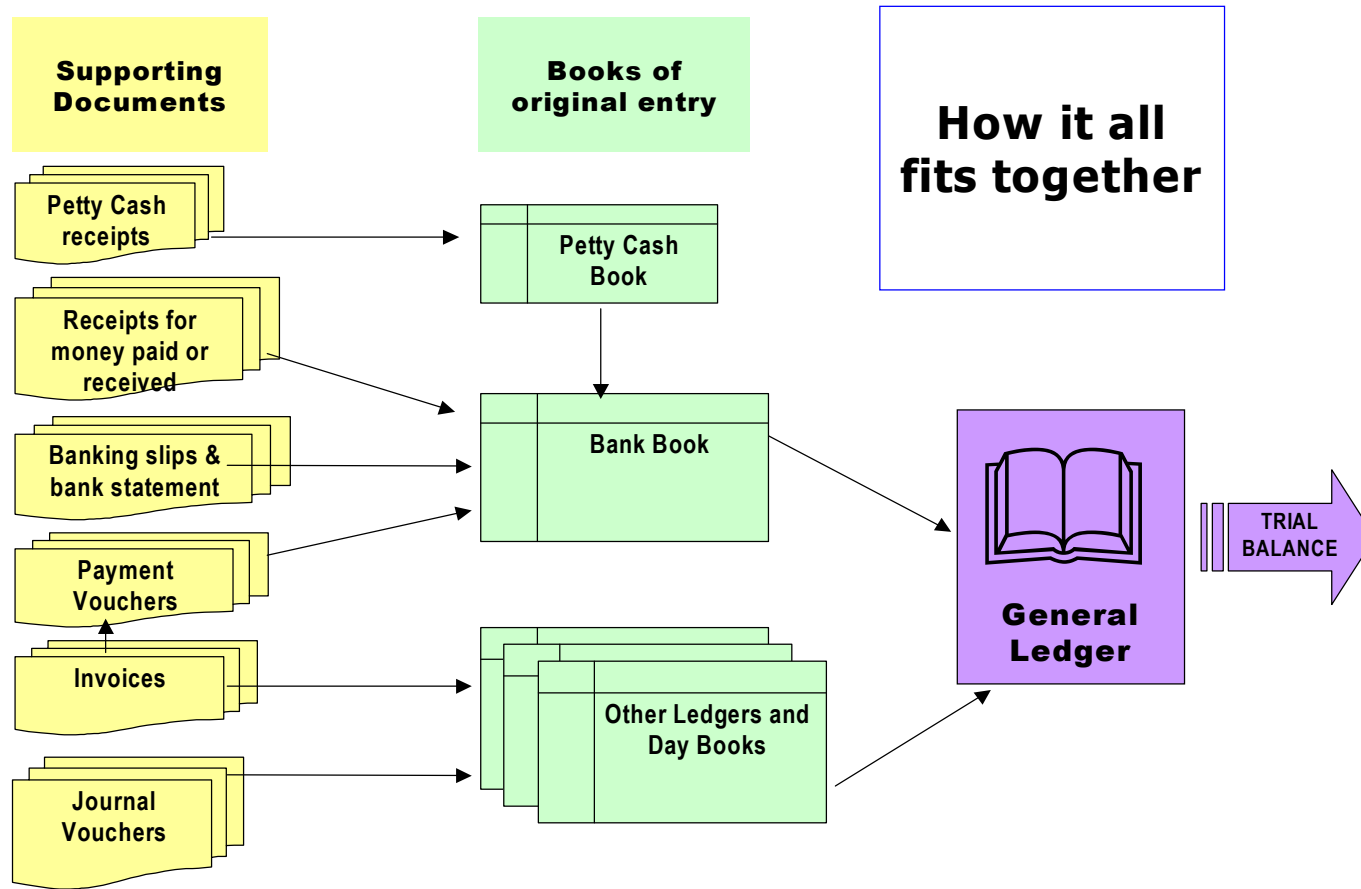 Supporting
Documents
Books of
original entry
How it all
fits together
Petty Cash
receipts
Petty Cash
Book
Receipts for
money paid or
received
Banking slips &
bank statement
Bank Book
Payment
Vouchers
Invoices
Other Ledgers and
Day Books
Journal
Vouchers
General
Ledger
TRIAL
BALANCE